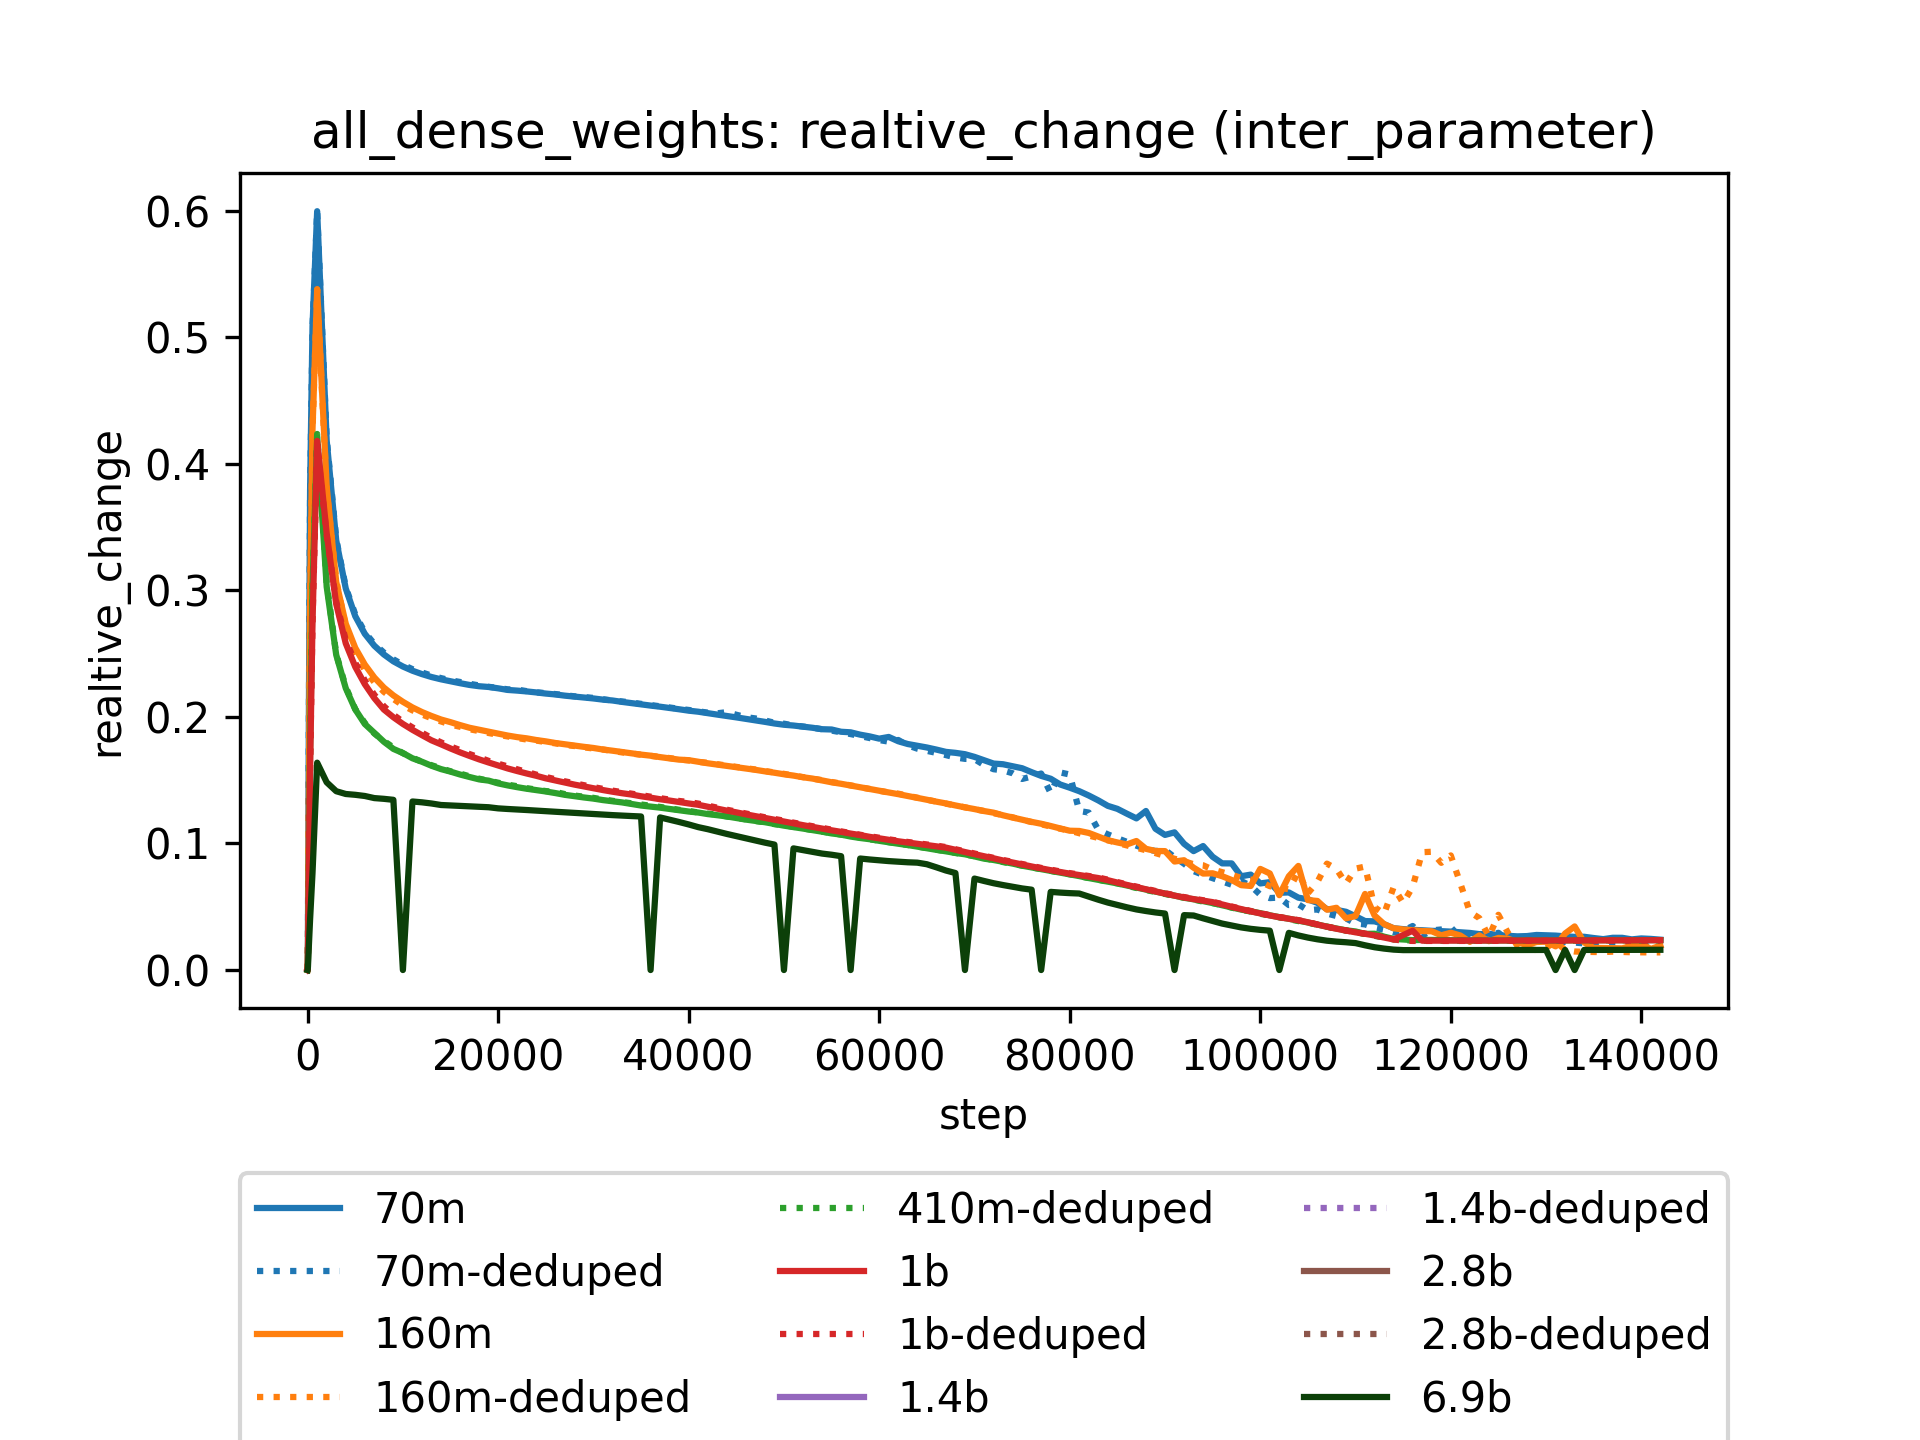 all_dense_weights: realtive_change (inter_parameter)
realtive_change
0.6
0.5
0.4
0.3
0.2
0.1
0.0
0 20000 40000 60000 80000 100000 120000 140000
step
70m 410m-deduped 1.4b-deduped
70m-deduped 1b 2.8b
160m 1b-deduped 2.8b-deduped
160m-deduped 1.4b 6.9b